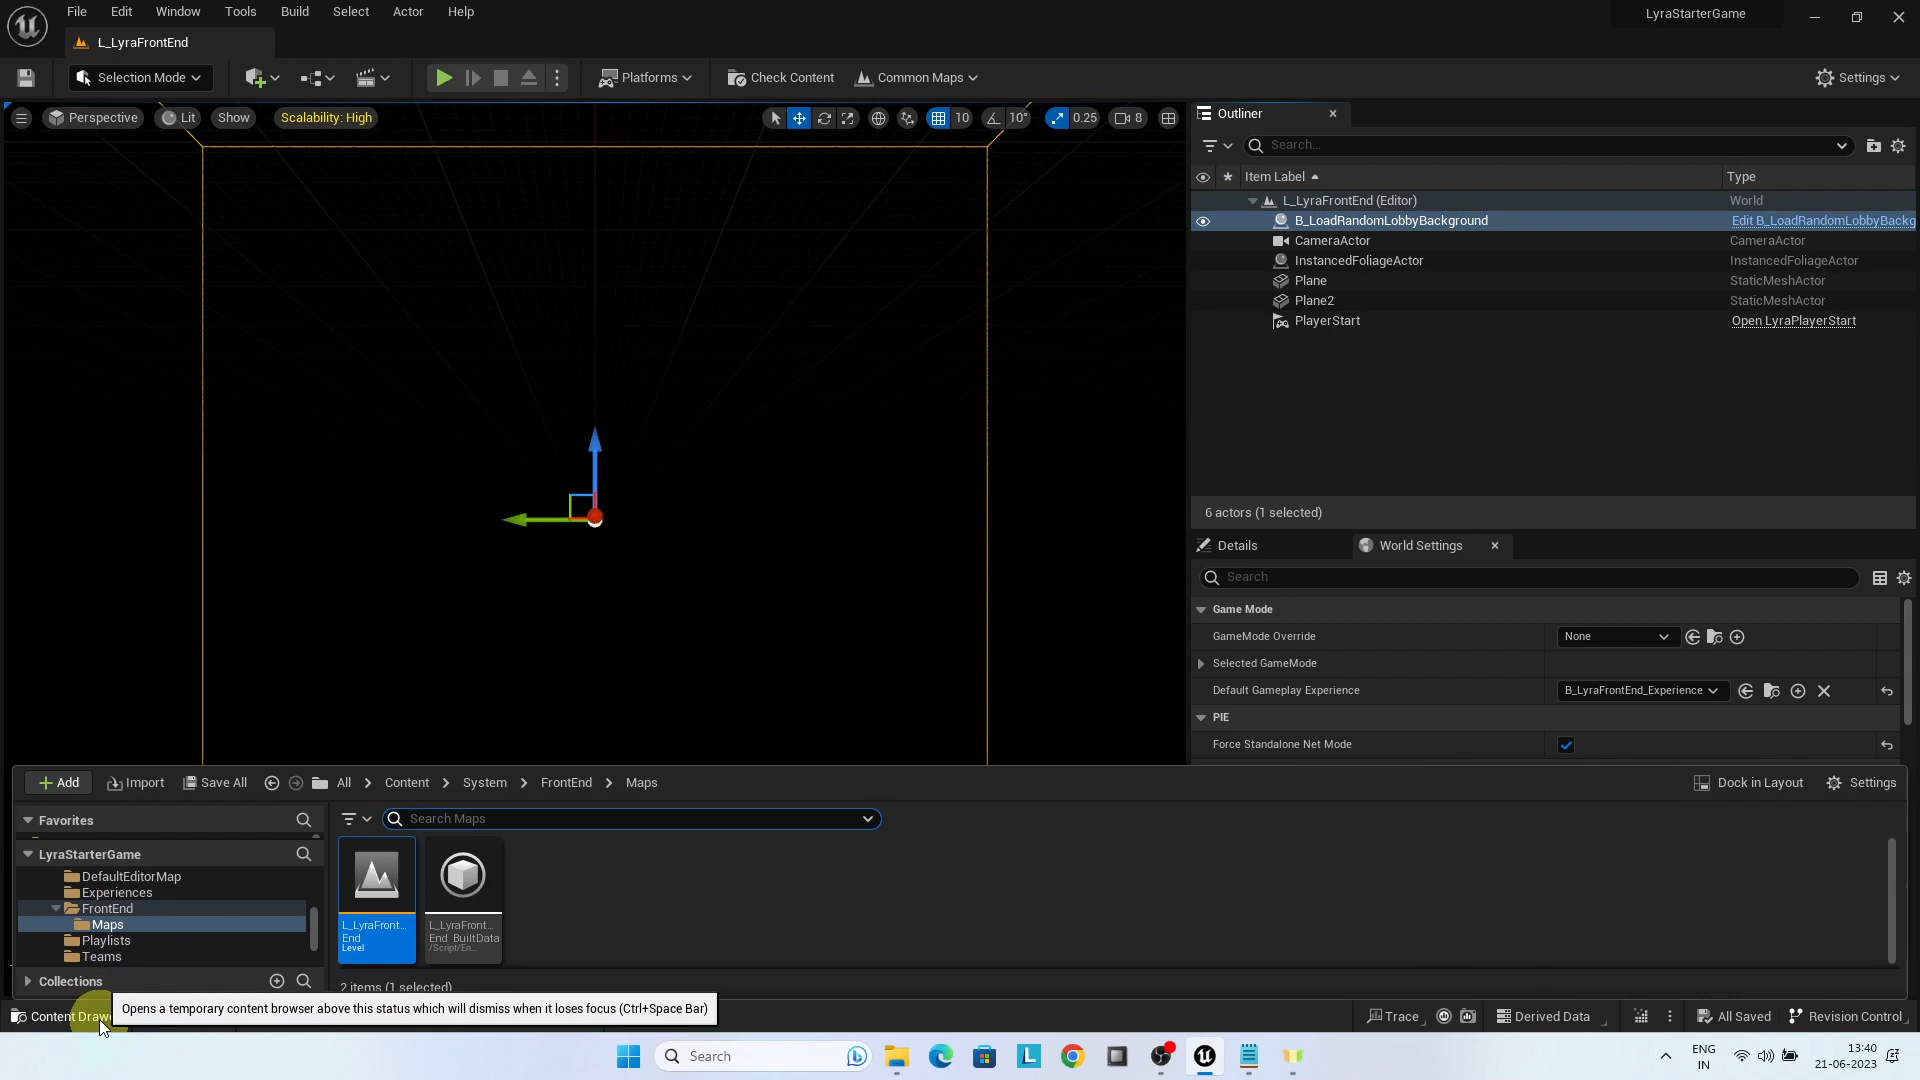 File Edit Window Tools Build Select Actor Help
LyraStarterGame
L_LyraFrontEnd
Selection Mode
Platforms
Check Content
Common Maps
Settings
Perspective
Lit
Show
Scalability: High
10
10°
0.25
8
Outliner
Search...
Item Label
Type
L_LyraFrontEnd (Editor)
World
B_LoadRandomLobbyBackground
Edit B_LoadRandomLobbyBackg
CameraActor
CameraActor
InstancedFoliageActor
InstancedFoliageActor
Plane
StaticMeshActor
Plane2
StaticMeshActor
PlayerStart
Open LyraPlayerStart
6 actors (1 selected)
Details
World Settings
Search
Game Mode
GameMode Override
None
Selected GameMode
Default Gameplay Experience
B_LyraFrontEnd_Experience
PIE
Force Standalone Net Mode
Add
Import
Save All
All
Content
System
FrontEnd
Maps
Dock in Layout
Settings
Favorites
Search Maps
LyraStarterGame
DefaultEditorMap
Experiences
FrontEnd
Maps
Playlists
Teams
Collections
L_LyraFront...
End
Level
L_LyraFront...
End_BuiltData
/Script/En...
2 items (1 selected)
Content Draw
Opens a temporary content browser above this status which will dismiss when it loses focus (Ctrl+Space Bar)
Trace
Derived Data
All Saved
Revision Control
Search
ENG
IN
13:40
21-06-2023